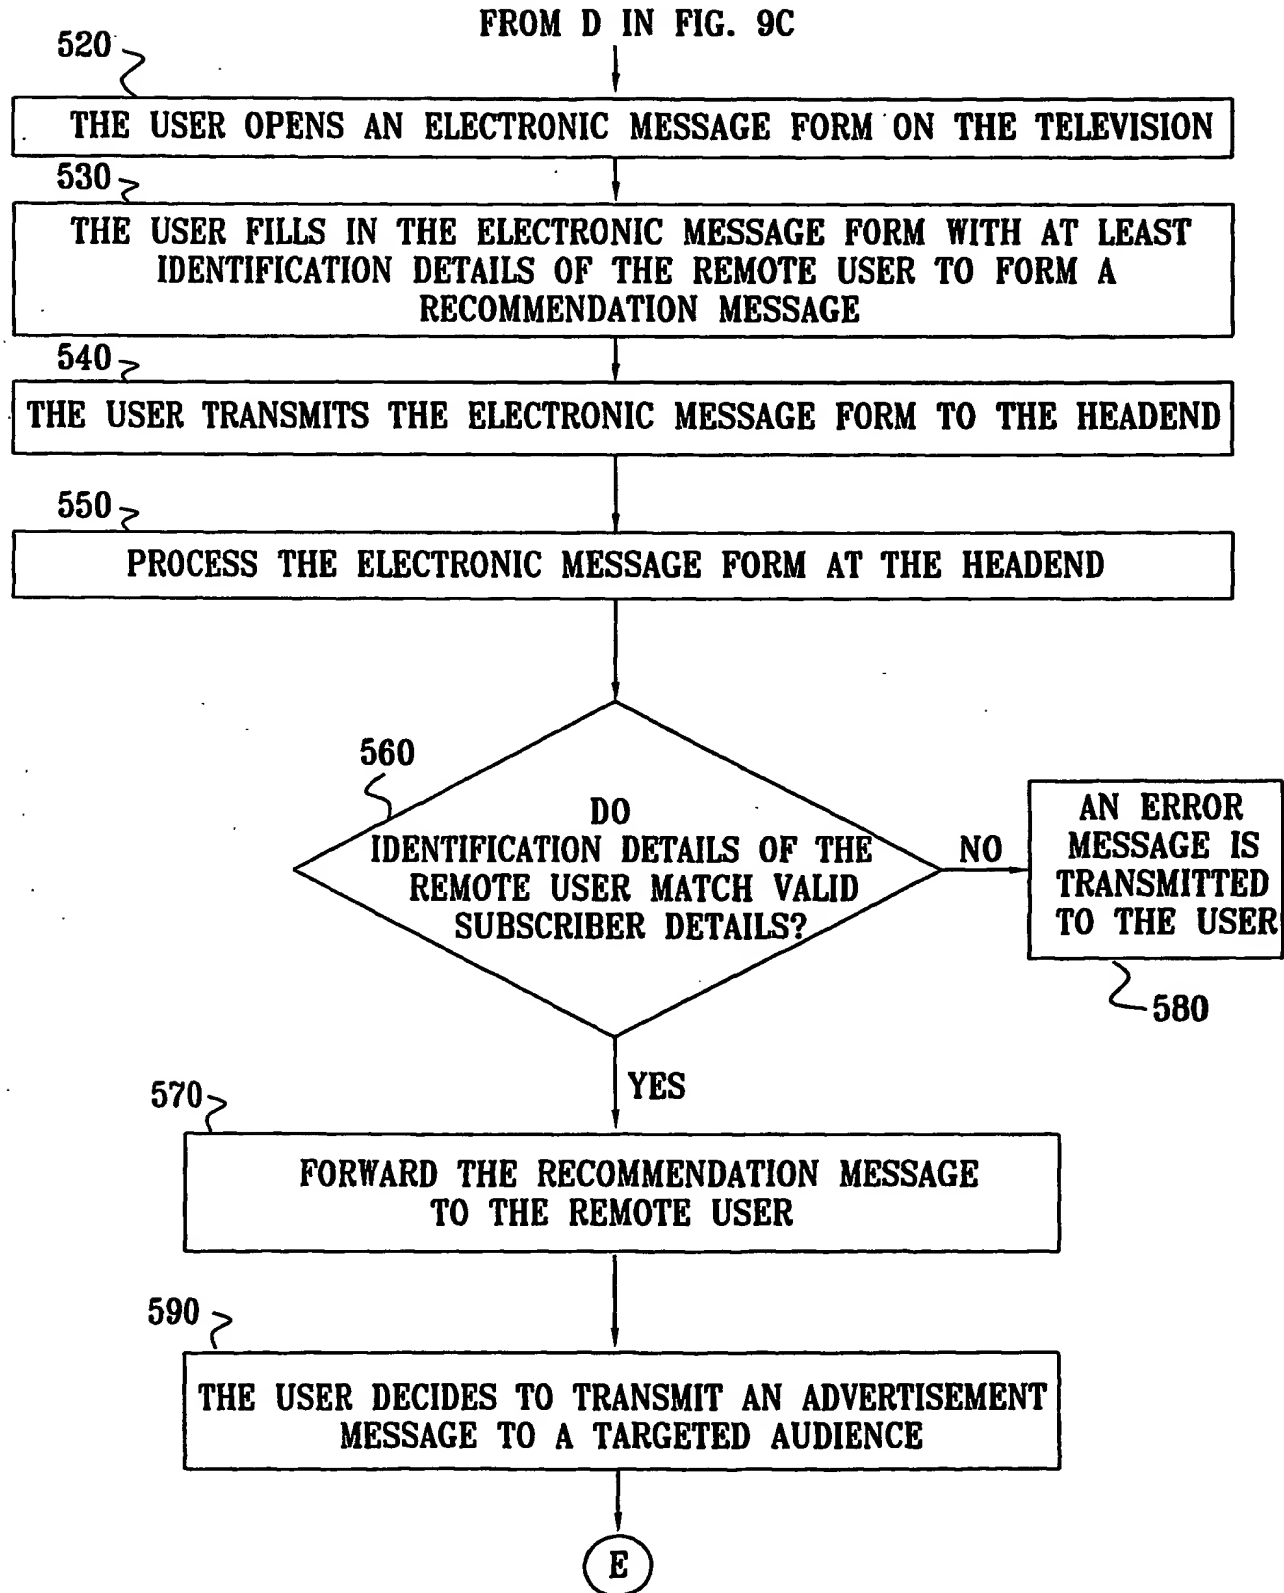 FROM D IN FIG. 9C
520
THE USER OPENS AN ELECTRONIC MESSAGE FORM ON THE TELEVISION
530
THE USER FILLS IN THE ELECTRONIC MESSAGE FORM WITH AT LEAST
IDENTIFICATION DETAILS OF THE REMOTE USER TO FORM A
RECOMMENDATION MESSAGE
540
THE USER TRANSMITS THE ELECTRONIC MESSAGE FORM TO THE HEADEND
550
PROCESS THE ELECTRONIC MESSAGE FORM AT THE HEADEND
560
DO
IDENTIFICATION DETAILS OF THE
REMOTE USER MATCH VALID
SUBSCRIBER DETAILS?
NO
AN ERROR
MESSAGE IS
TRANSMITTED
TO THE USER
580
YES
570
FORWARD THE RECOMMENDATION MESSAGE
TO THE REMOTE USER
590
THE USER DECIDES TO TRANSMIT AN ADVERTISEMENT
MESSAGE TO A TARGETED AUDIENCE
E